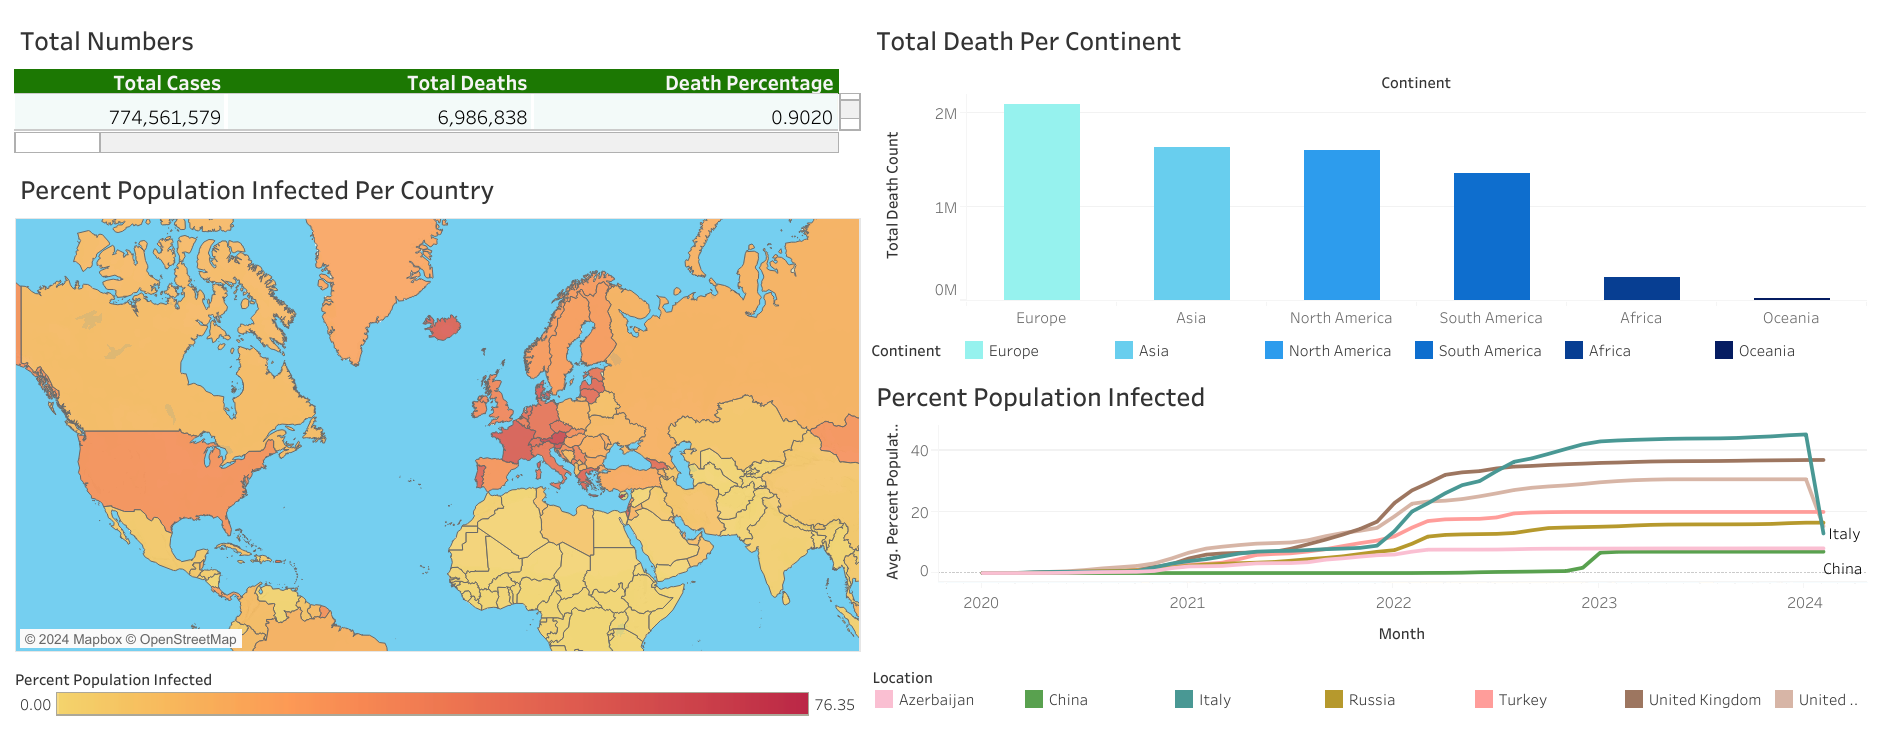 Total Numbers
Total Cases Total Deaths Death Percentage
774,561,579 6,986,838 0.9020
Percent Population Infected Per Country
© 2024 Mapbox © OpenStreetMap
Percent Population Infected
0.00 76.35
Total Death Per Continent
Continent
Total Death Count
2M
1M
0M
Europe Asia North America South America Africa Oceania
Continent Europe Asia North America South America Africa Oceania
Percent Population Infected
Avg. Percent Populat..
40
20
0
Italy
China
2020 2021 2022 2023 2024
Month
Location
Azerbaijan China Italy Russia Turkey United Kingdom United ..